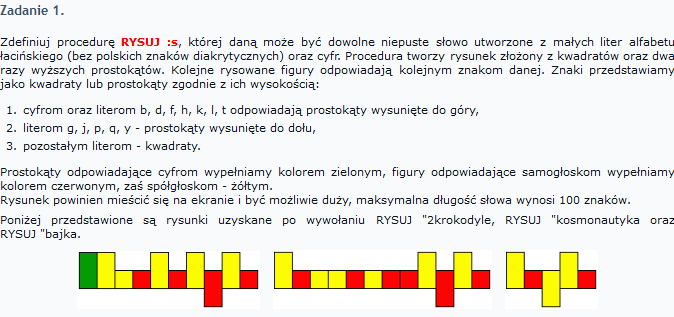 Zadanie 1.
Zdefiniuj procedurę RYSUJ :s, której daną może być dowolne niepuste słowo utworzone z małych liter alfabetu
łacińskiego (bez polskich znaków diakrytycznych) oraz cyfr. Procedura tworzy rysunek złożony z kwadratów oraz dwa
razy wyższych prostokątów. Kolejne rysowane figury odpowiadają kolejnym znakom danej. Znaki przedstawiamy
jako kwadraty lub prostokąty zgodnie z ich wysokością:
1. cyfrom oraz literom b, d, f, h, k, l, t odpowiadają prostokąty wysunięte do góry,
2. literom g, j, p, q, y - prostokąty wysunięte do dołu,
3. pozostałym literom - kwadraty.
Prostokąty odpowiadające cyfrom wypełniamy kolorem zielonym, figury odpowiadające samogłoskom wypełniamy
kolorem czerwonym, zaś spółgłoskom - żółtym.
Rysunek powinien mieścić się na ekranie i być możliwie duży, maksymalna długość słowa wynosi 100 znaków.
Poniżej przedstawione są rysunki uzyskane po wywołaniu RYSUJ "2krokodyle, RYSUJ "kosmonautyka oraz
RYSUJ "bajka.